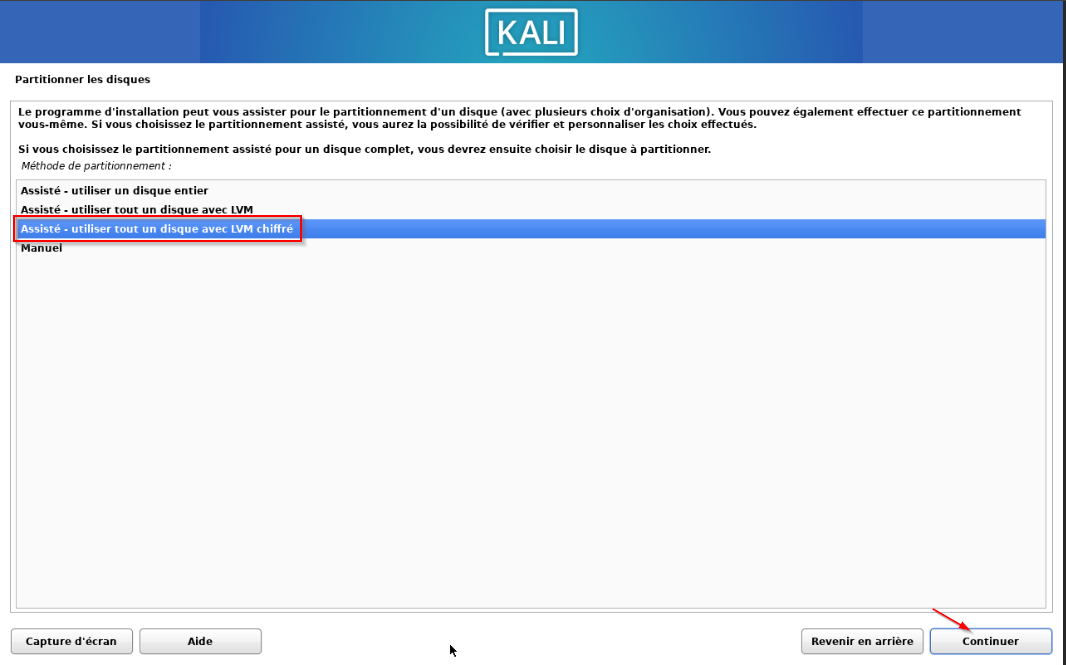 KALI
Partitionner les disques
Le programme d'installation peut vous assister pour le partitionnement d'un disque (avec plusieurs choix d'organisation). Vous pouvez également effectuer ce partitionnement
vous-même. Si vous choisissez le partitionnement assisté, vous aurez la possibilité de vérifier et personnaliser les choix effectués.
Si vous choisissez le partitionnement assisté pour un disque complet, vous devrez ensuite choisir le disque à partitionner.
Méthode de partitionnement :
Assisté - utiliser un disque entier
Assisté - utiliser tout un disque avec LVM
Assisté - utiliser tout un disque avec LVM chiffré
Manuel
Capture d'écran
Aide
Revenir en arrière
Continuer